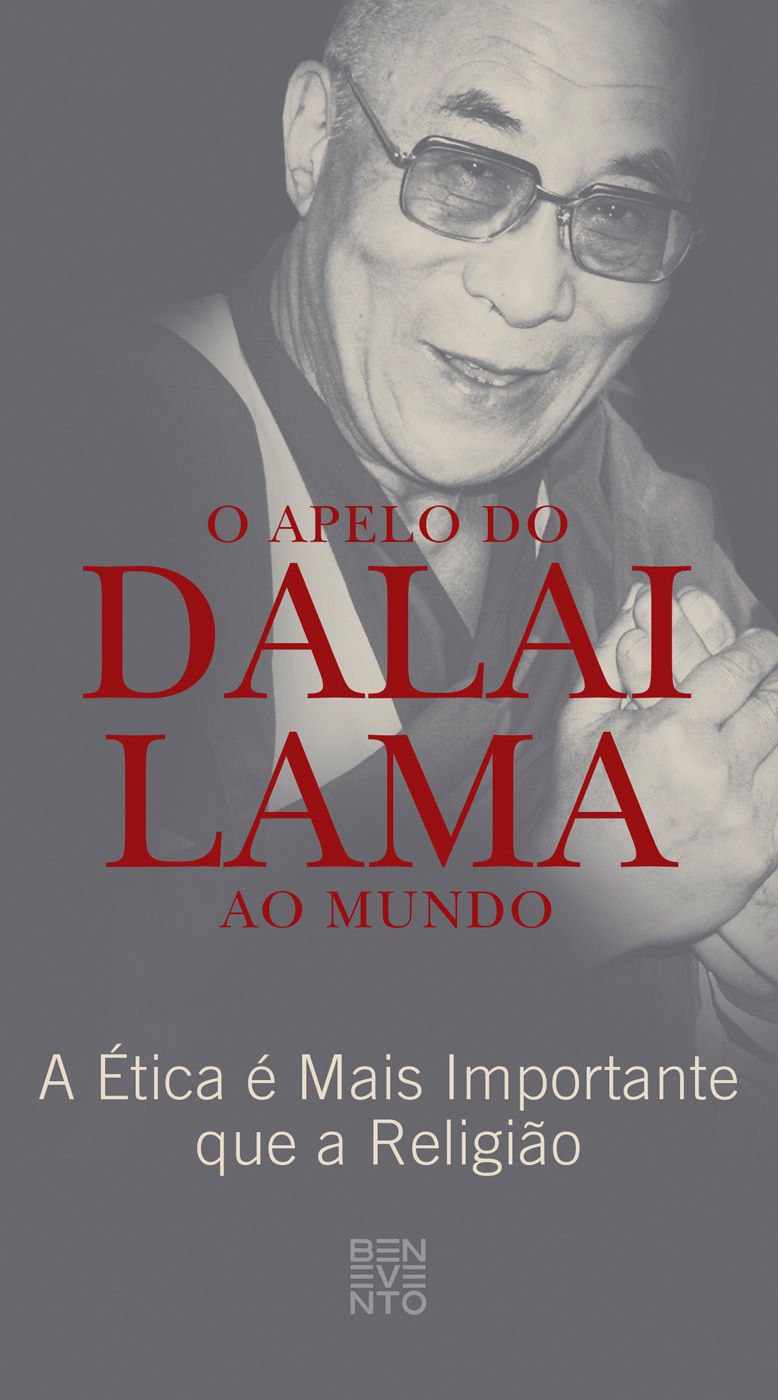 O APELO DO
DALAI
LAMA
AO MUNDO
A Ética é Mais Importante
que a Religião
BEN
EVE
NTO